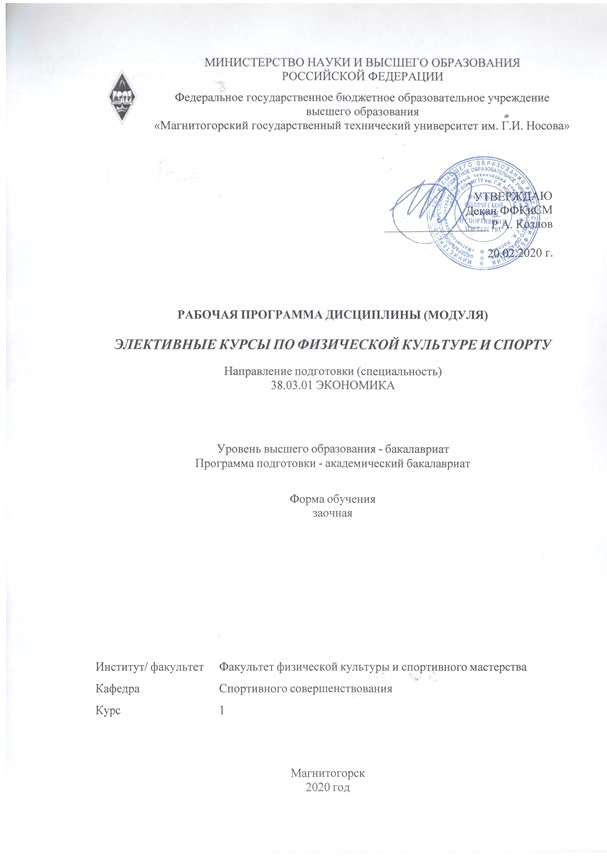 МИНИСТЕРСТВО НАУКИ И ВЫСШЕГО ОБРАЗОВАНИЯ
РОССИЙСКОЙ ФЕДЕРАЦИИ
Федеральное государственное бюджетное образовательное учреждение
высшего образования
«Магнитогорский государственный технический университет им. Г.И. Носова»
УТВЕРЖДАЮ
Декан ФФКиСМ
Р.А. Козлов
20.02.2020 г.
РАБОЧАЯ ПРОГРАММА ДИСЦИПЛИНЫ (МОДУЛЯ)
ЭЛЕКТИВНЫЕ КУРСЫ ПО ФИЗИЧЕСКОЙ КУЛЬТУРЕ И СПОРТУ
Направление подготовки (специальность)
38.03.01 ЭКОНОМИКА
Уровень высшего образования - бакалавриат
Программа подготовки - академический бакалавриат
Форма обучения
заочная
Институт/ факультет Факультет физической культуры и спортивного мастерства
Кафедра Спортивного совершенствования
Курс 1
Магнитогорск
2020 год